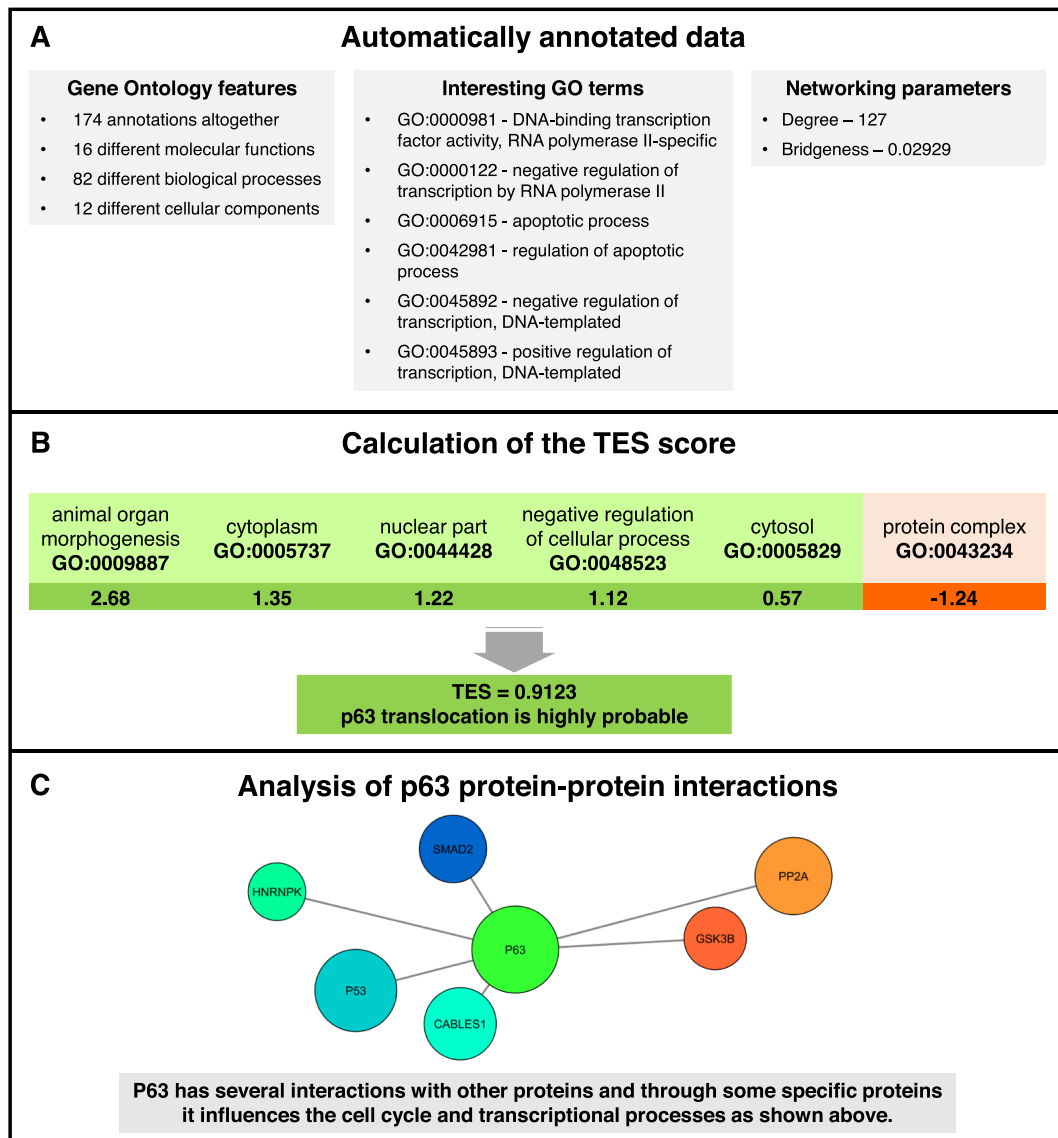 A
Automatically annotated data
Gene Ontology features
• 174 annotations altogether
• 16 different molecular functions
• 82 different biological processes
• 12 different cellular components
Interesting GO terms
• GO:0000981 - DNA-binding transcription
factor activity, RNA polymerase II-specific
• GO:0000122 - negative regulation of
transcription by RNA polymerase II
• GO:0006915 - apoptotic process
• GO:0042981 - regulation of apoptotic
process
• GO:0045892 - negative regulation of
transcription, DNA-templated
• GO:0045893 - positive regulation of
transcription, DNA-templated
Networking parameters
• Degree – 127
• Bridgeness – 0.02929
B
Calculation of the TES score
animal organ
morphogenesis
GO:0009887
cytoplasm
GO:0005737
nuclear part
GO:0044428
negative regulation
of cellular process
GO:0048523
cytosol
GO:0005829
protein complex
GO:0043234
2.68
1.35
1.22
1.12
0.57
-1.24
TES = 0.9123
p63 translocation is highly probable
C
Analysis of p63 protein-protein interactions
SMAD2
HNRNPK
PP2A
GSK3B
P63
P53
CABLES1
P63 has several interactions with other proteins and through some specific proteins
it influences the cell cycle and transcriptional processes as shown above.